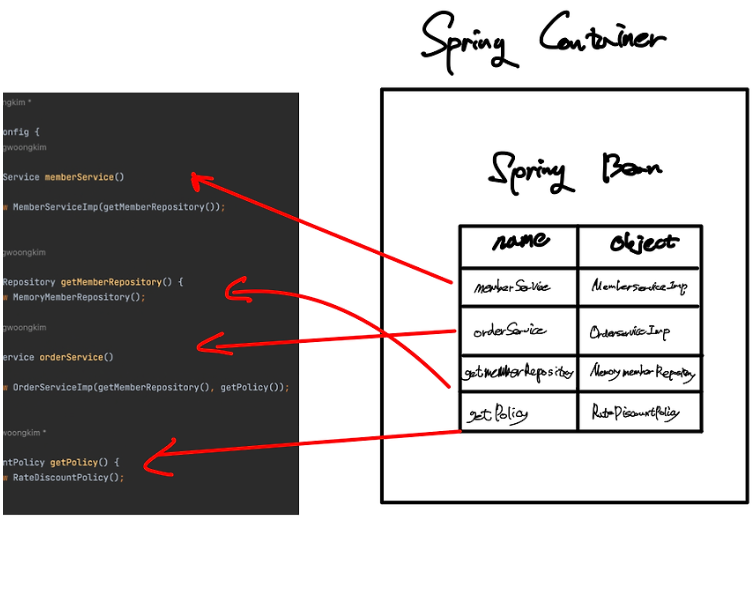 Spring Container
ngkim *
onfig {
gwoongkim
Service memberService()
w MemberServiceImp(getMemberRepository());
gwoongkim
Repository getMemberRepository() {
w MemoryMemberRepository();
gwoongkim
ervice orderService()
w OrderServiceImp(getMemberRepository(), getPolicy());
woongkim *
ntPolicy getPolicy() {
w RateDiscountPolicy();
Spring Bean
name object
memberService MemberserviceImp
orderService OrderserviceImp
getmemberRepository MemorymemberRepository
getPolicy RateDiscountPolicy